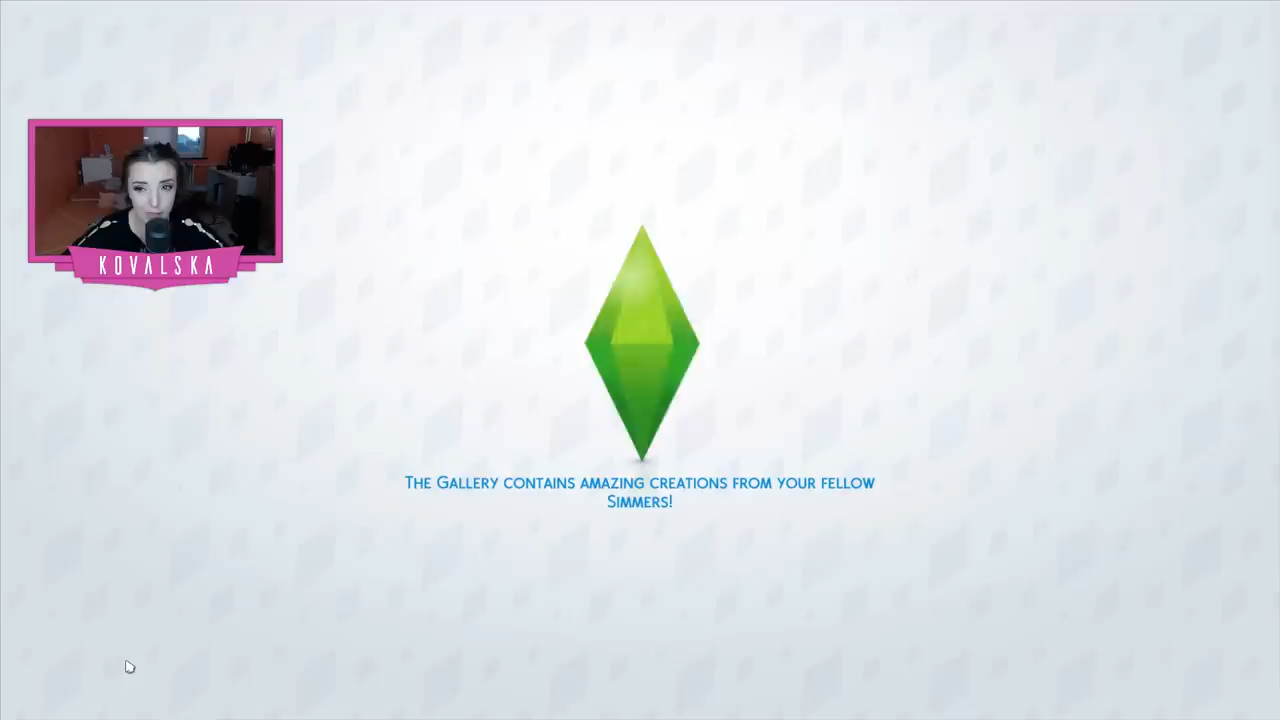 KOVALSKA
THE GALLERY CONTAINS AMAZING CREATIONS FROM YOUR FELLOW
SIMMERS!